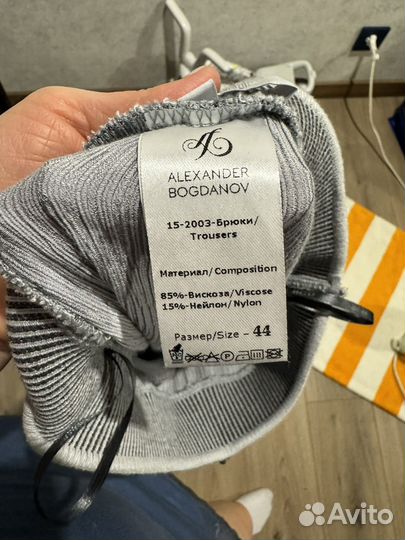 ALEXANDER
BOGDANOV
15-2003-Брюки/
Trousers
Материал/Composition
85%-Вискоза/Viscose
15%-Нейлон/Nylon
Размер/Size - 44
Avito